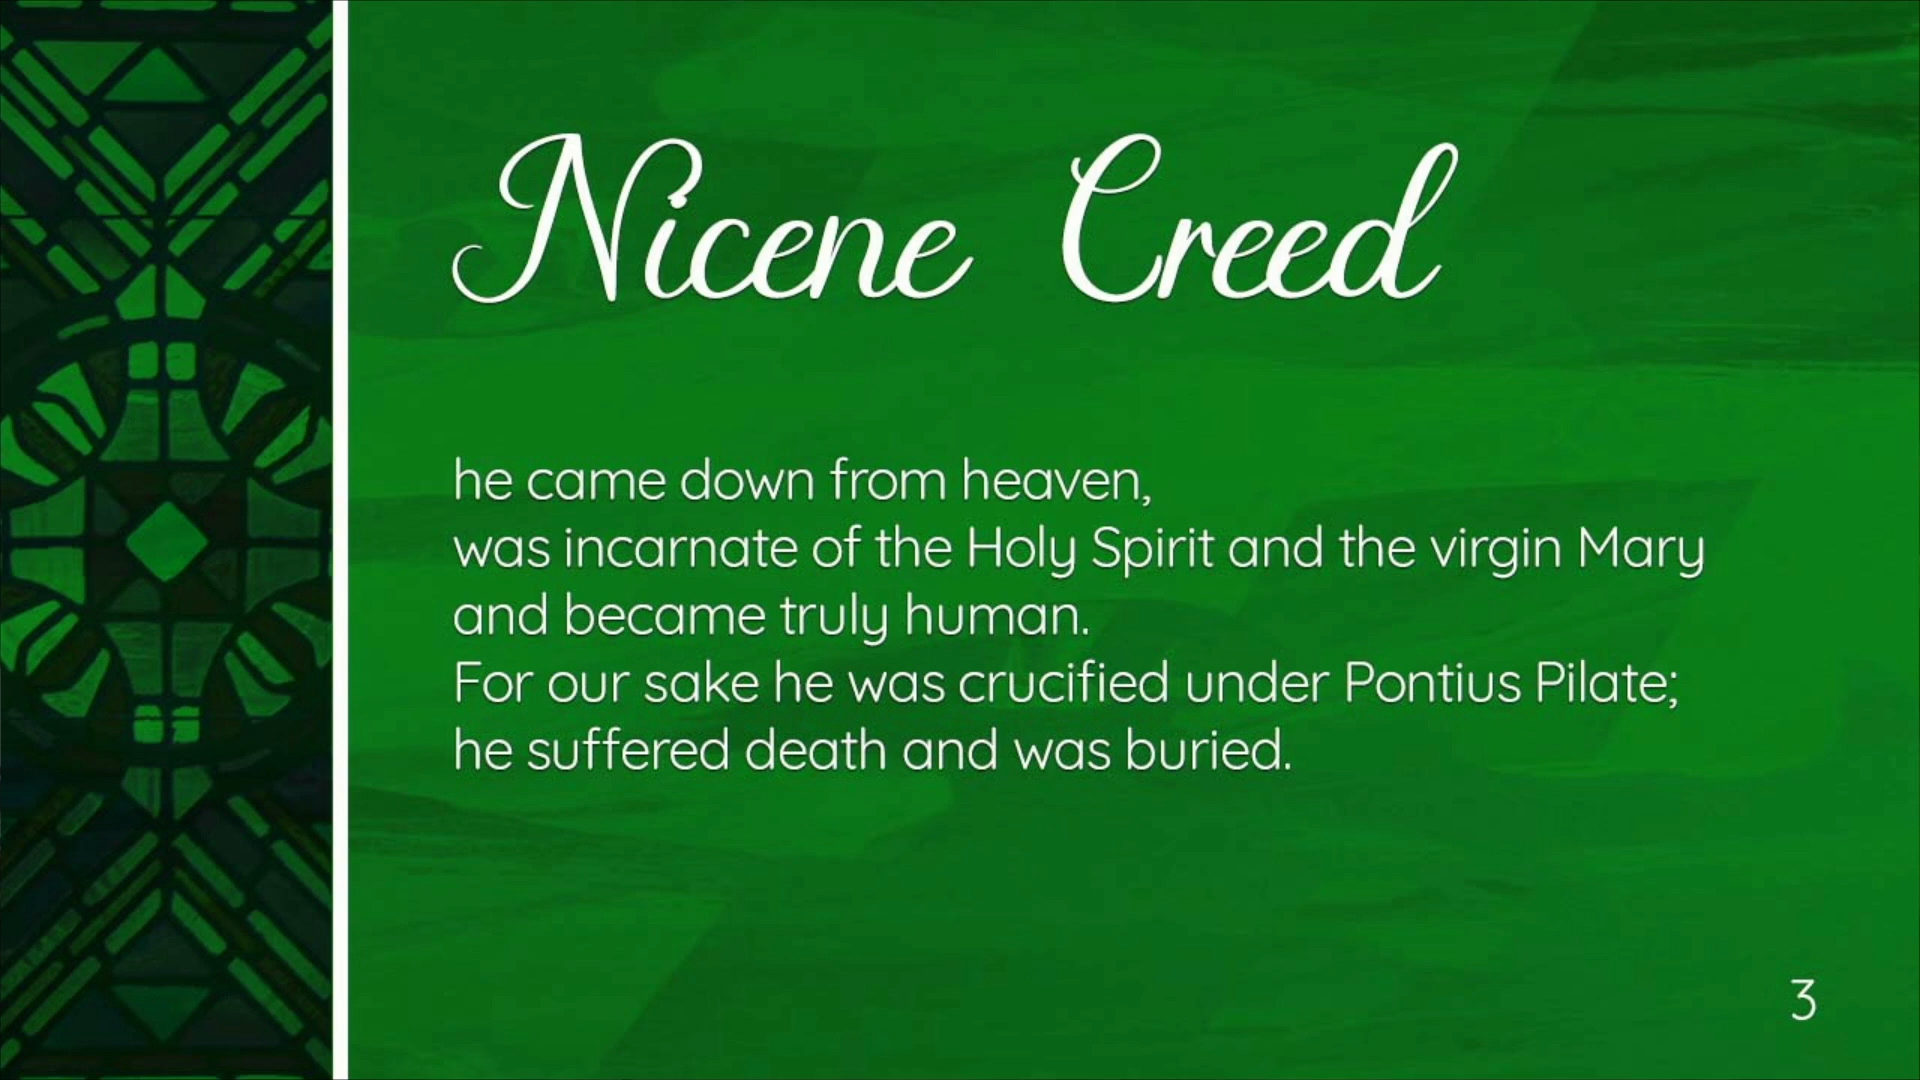 Nicene Creed
he came down from heaven,
was incarnate of the Holy Spirit and the virgin Mary
and became truly human.
For our sake he was crucified under Pontius Pilate;
he suffered death and was buried.
3